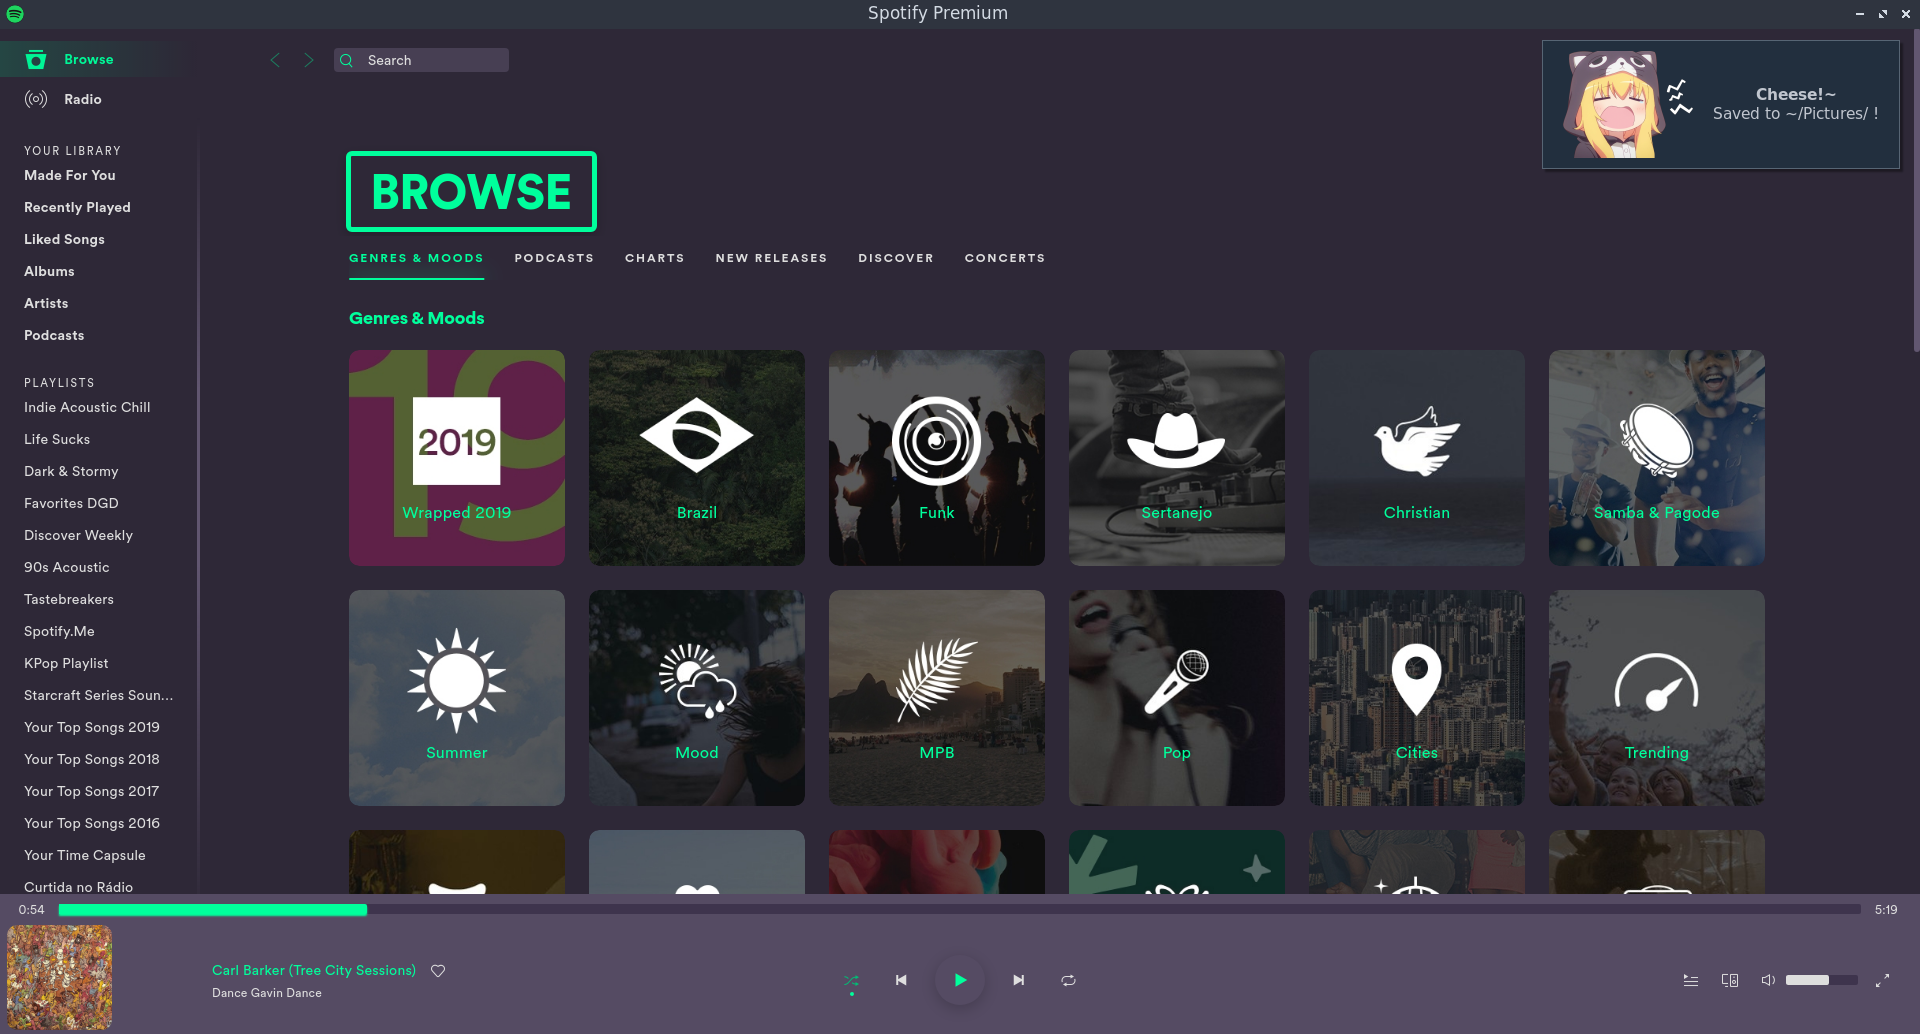 Spotify Premium
Browse
Search
Radio
Cheese!~
Saved to ~/Pictures/ !
YOUR LIBRARY
Made For You
Recently Played
Liked Songs
Albums
Artists
Podcasts
PLAYLISTS
Indie Acoustic Chill
Life Sucks
Dark & Stormy
Favorites DGD
Discover Weekly
90s Acoustic
Tastebreakers
Spotify.Me
KPop Playlist
Starcraft Series Soun...
Your Top Songs 2019
Your Top Songs 2018
Your Top Songs 2017
Your Top Songs 2016
Your Time Capsule
Curtida no Rádio
BROWSE
GENRES & MOODS PODCASTS CHARTS NEW RELEASES DISCOVER CONCERTS
Genres & Moods
19
2019
Wrapped 2019
Brazil
Funk
Sertanejo
Christian
Samba & Pagode
Summer
Mood
MPB
Pop
Cities
Trending
0:54
5:19
Carl Barker (Tree City Sessions)
Dance Gavin Dance